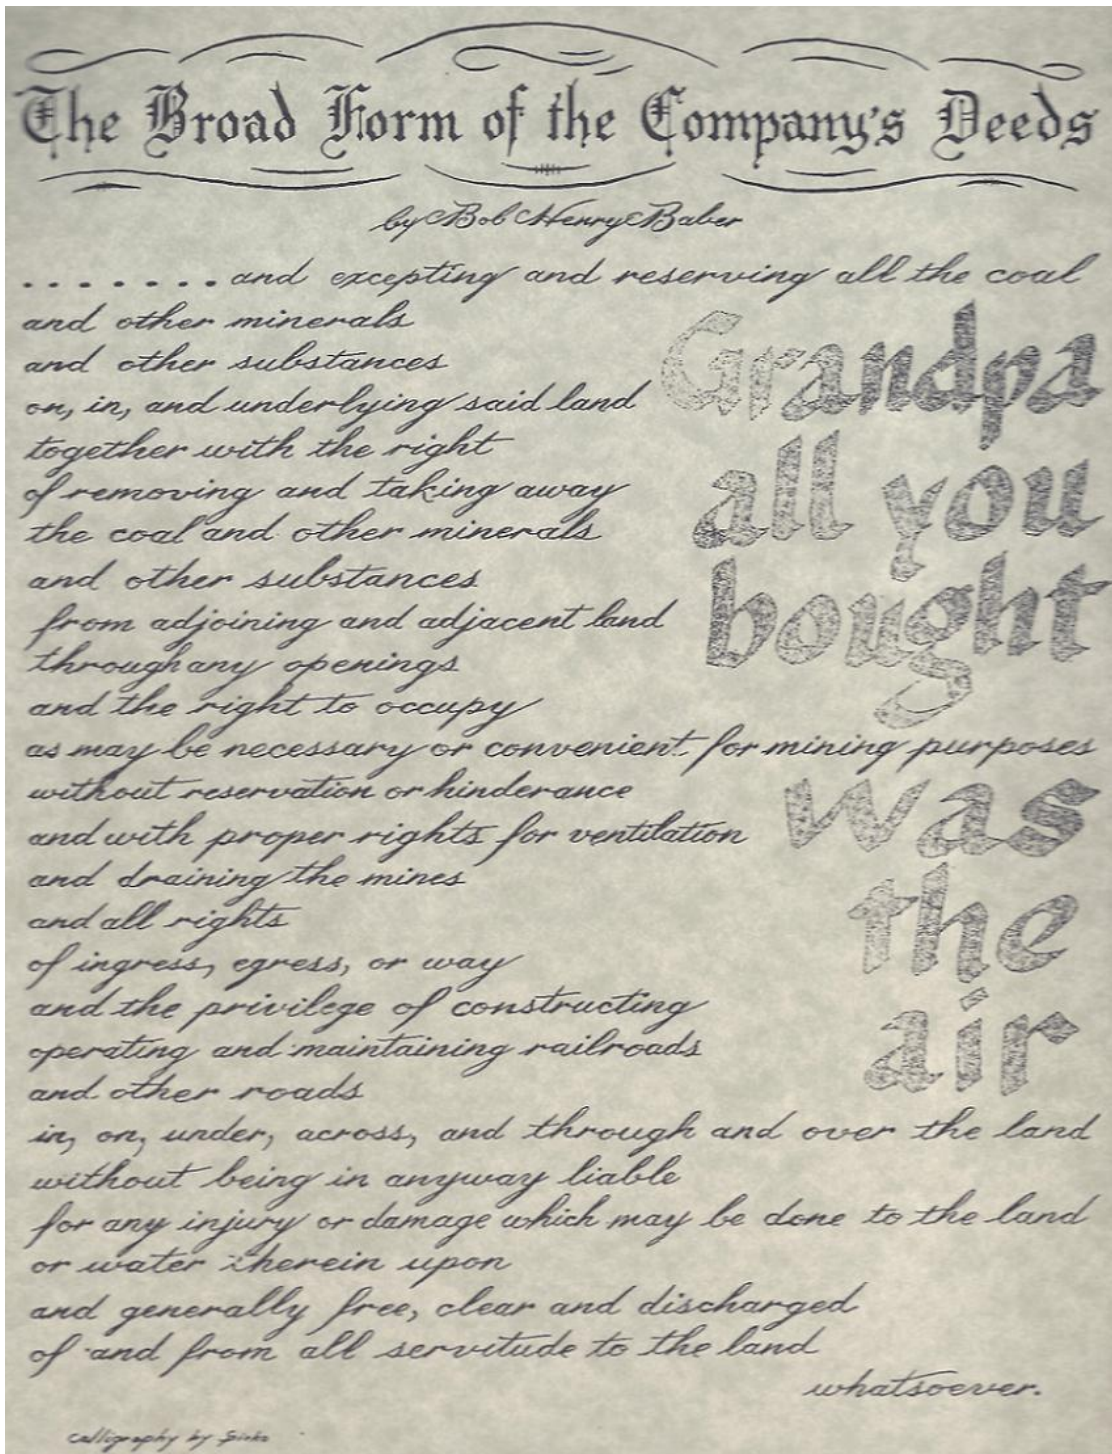 The Broad Form of the Company's Deeds
by Bob Henry Baber
. . . . . . . . and excepting and reserving all the coal
and other minerals
and other substances
on, in, and underlying said land
together with the right
of removing and taking away
the coal and other minerals
and other substances
from adjoining and adjacent land
through any openings
and the right to occupy
as may be necessary or convenient for mining purposes
without reservation or hinderance
and with proper rights for ventilation
and draining the mines
and all rights
of ingress, egress, or way
and the privilege of constructing
operating and maintaining railroads
and other roads
in, on, under, across, and through and over the land
without being in anyway liable
for any injury or damage which may be done to the land
or water therein upon
and generally free, clear and discharged
of and from all servitude to the land
whatsoever.
Grandpa
all you
bought
was
the
air
Calligraphy by